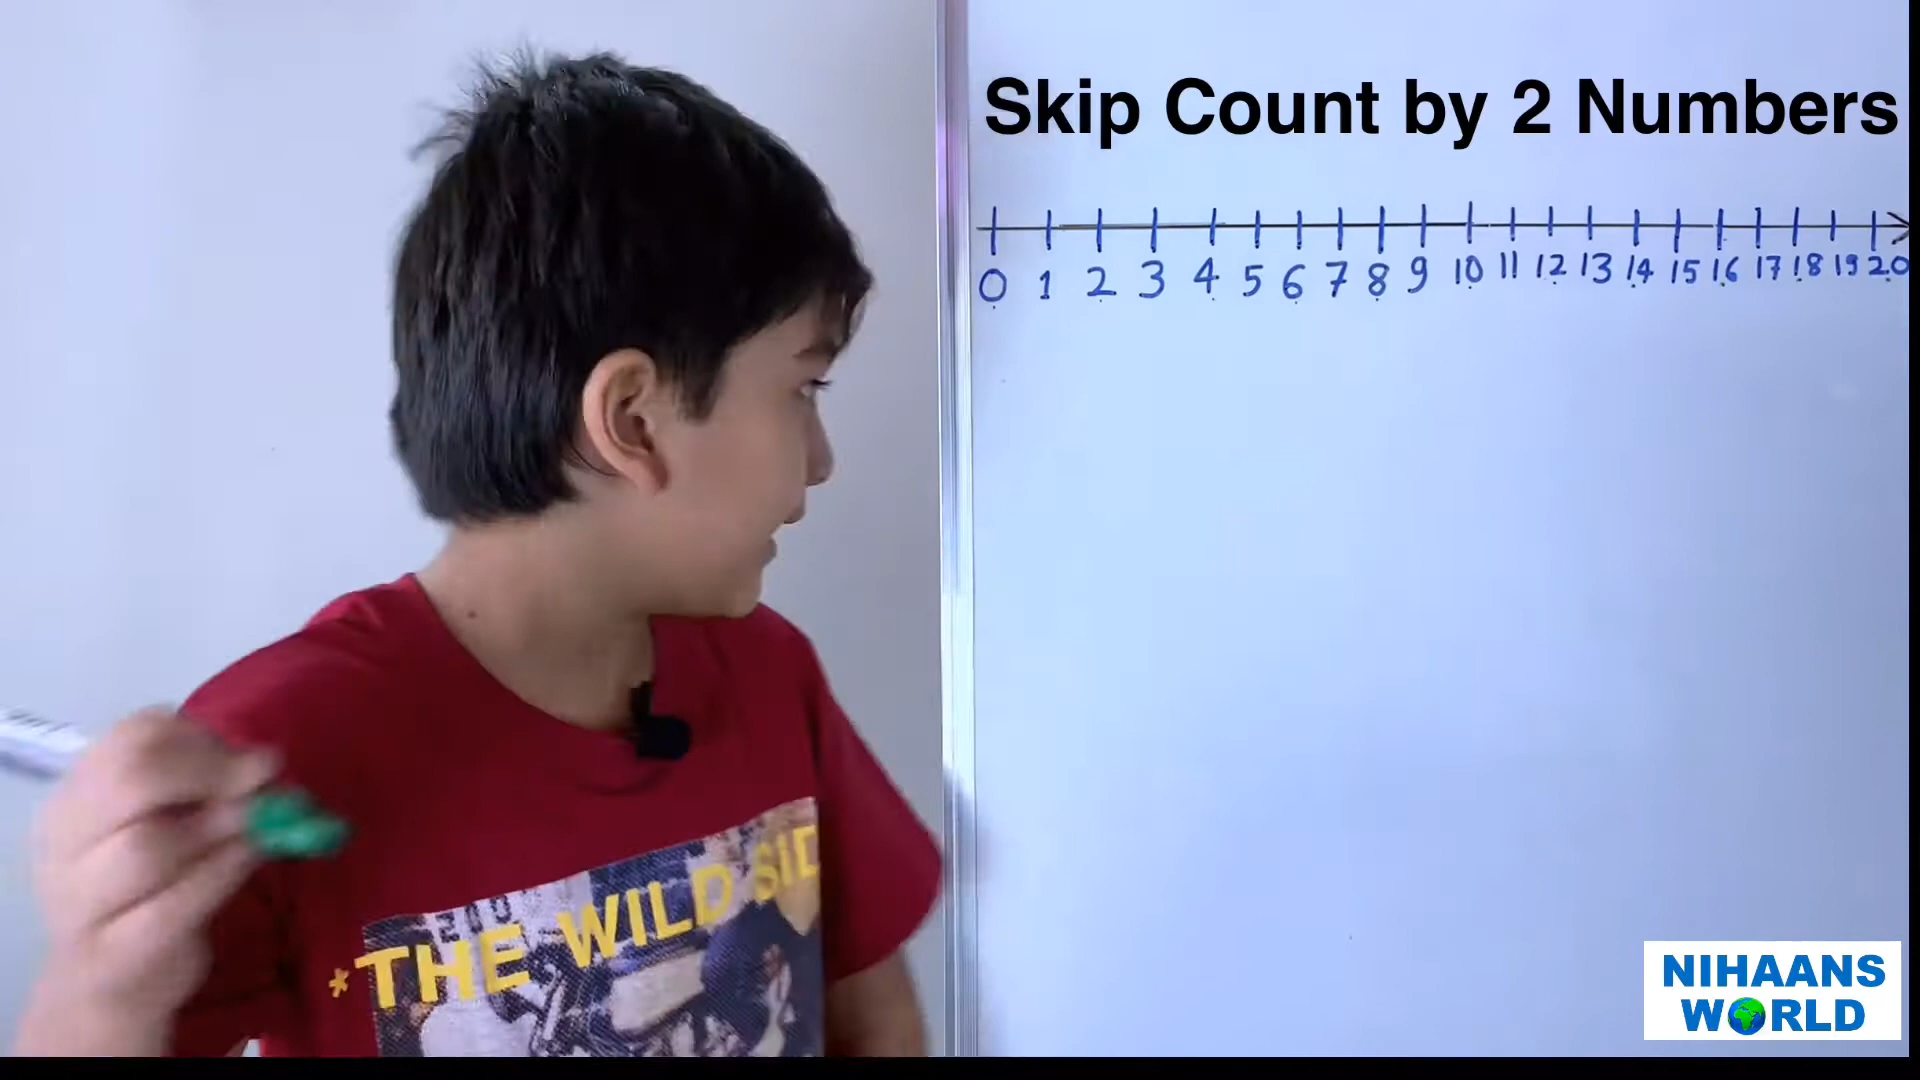 Skip Count by 2 Numbers
0 1 2 3 4 5 6 7 8 9 10 11 12 13 14 15 16 17 18 19 20
*THE WILD SID
NIHAANS
WORLD